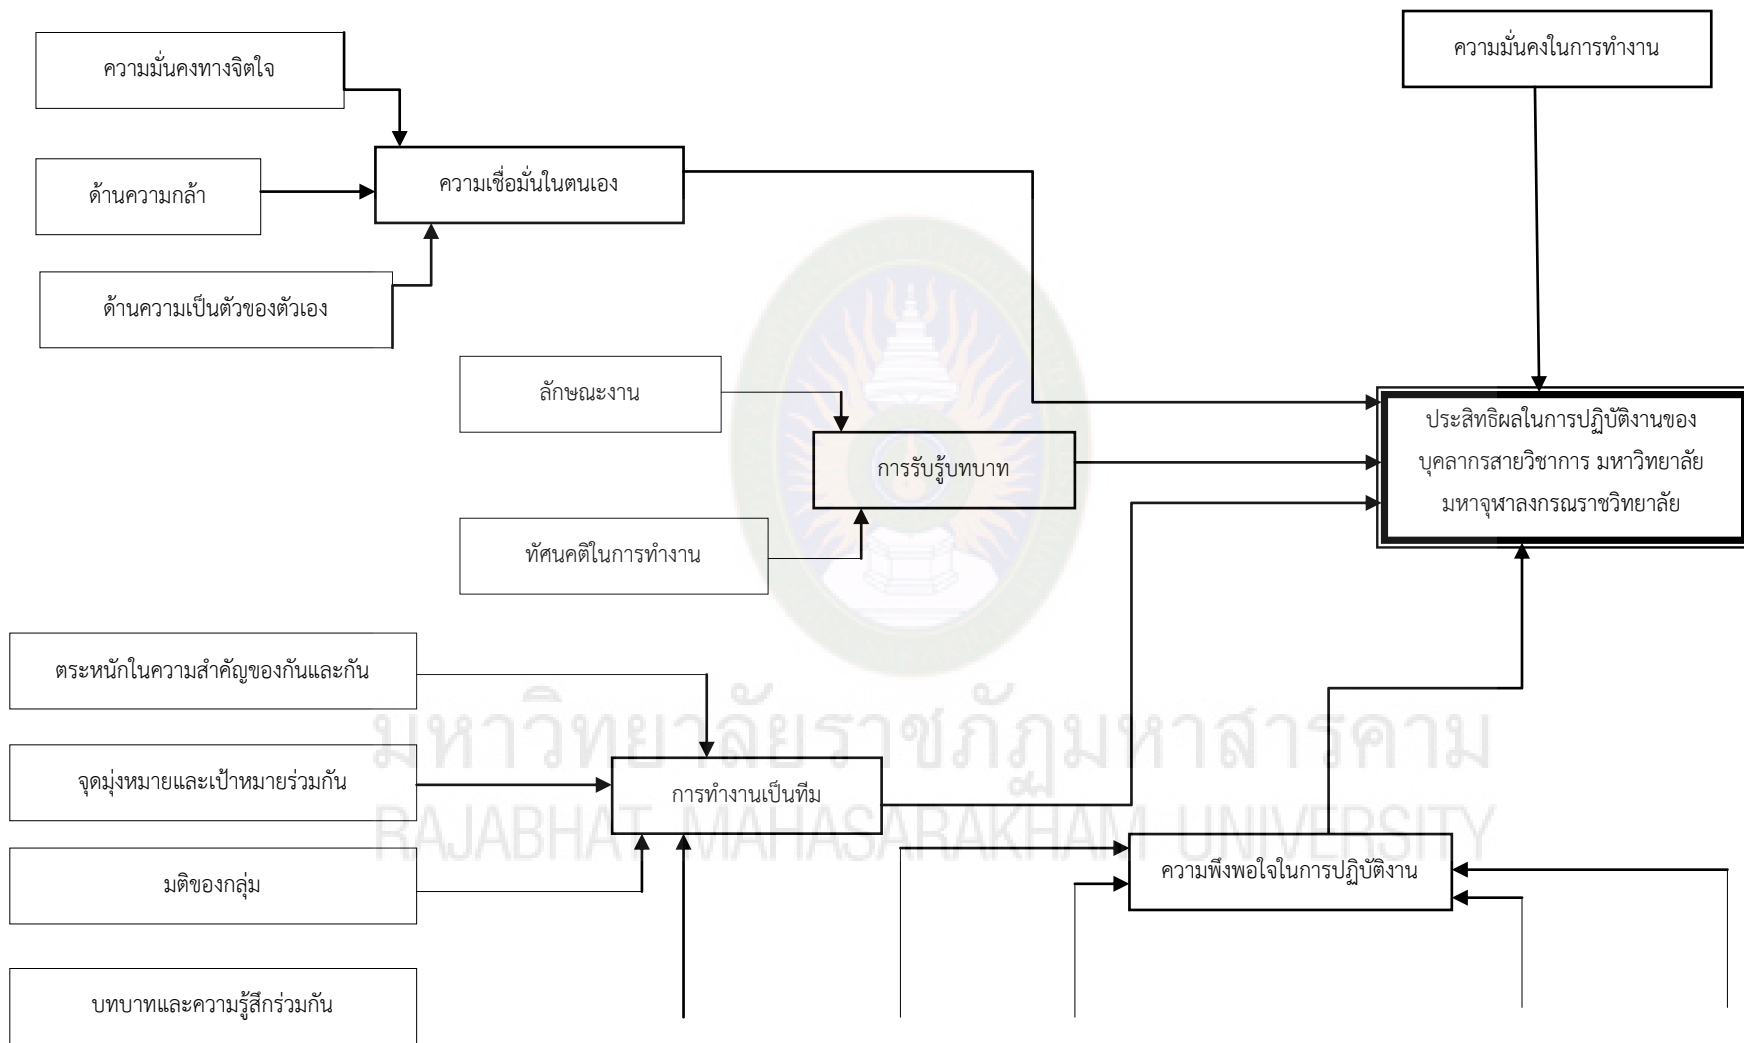 ความมั่นคงในการทำงาน
ความมั่นคงทางจิตใจ
ความเชื่อมั่นในตนเอง
ด้านความกล้า
ด้านความเป็นตัวของตัวเอง
ลักษณะงาน
การรับรู้บทบาท
ทัศนคติในการทำงาน
ประสิทธิผลในการปฏิบัติงานของ
บุคลากรสายวิชาการ มหาวิทยาลัย
มหาจุฬาลงกรณราชวิทยาลัย
ตระหนักในความสำคัญของกันและกัน
จุดมุ่งหมายและเป้าหมายร่วมกัน
การทำงานเป็นทีม
มติของกลุ่ม
ความพึงพอใจในการปฏิบัติงาน
บทบาทและความรู้สึกร่วมกัน
มหาวิทยาลัยราชภัฏมหาสารคาม
RAJABHAT MAHASARAKHAM UNIVERSITY